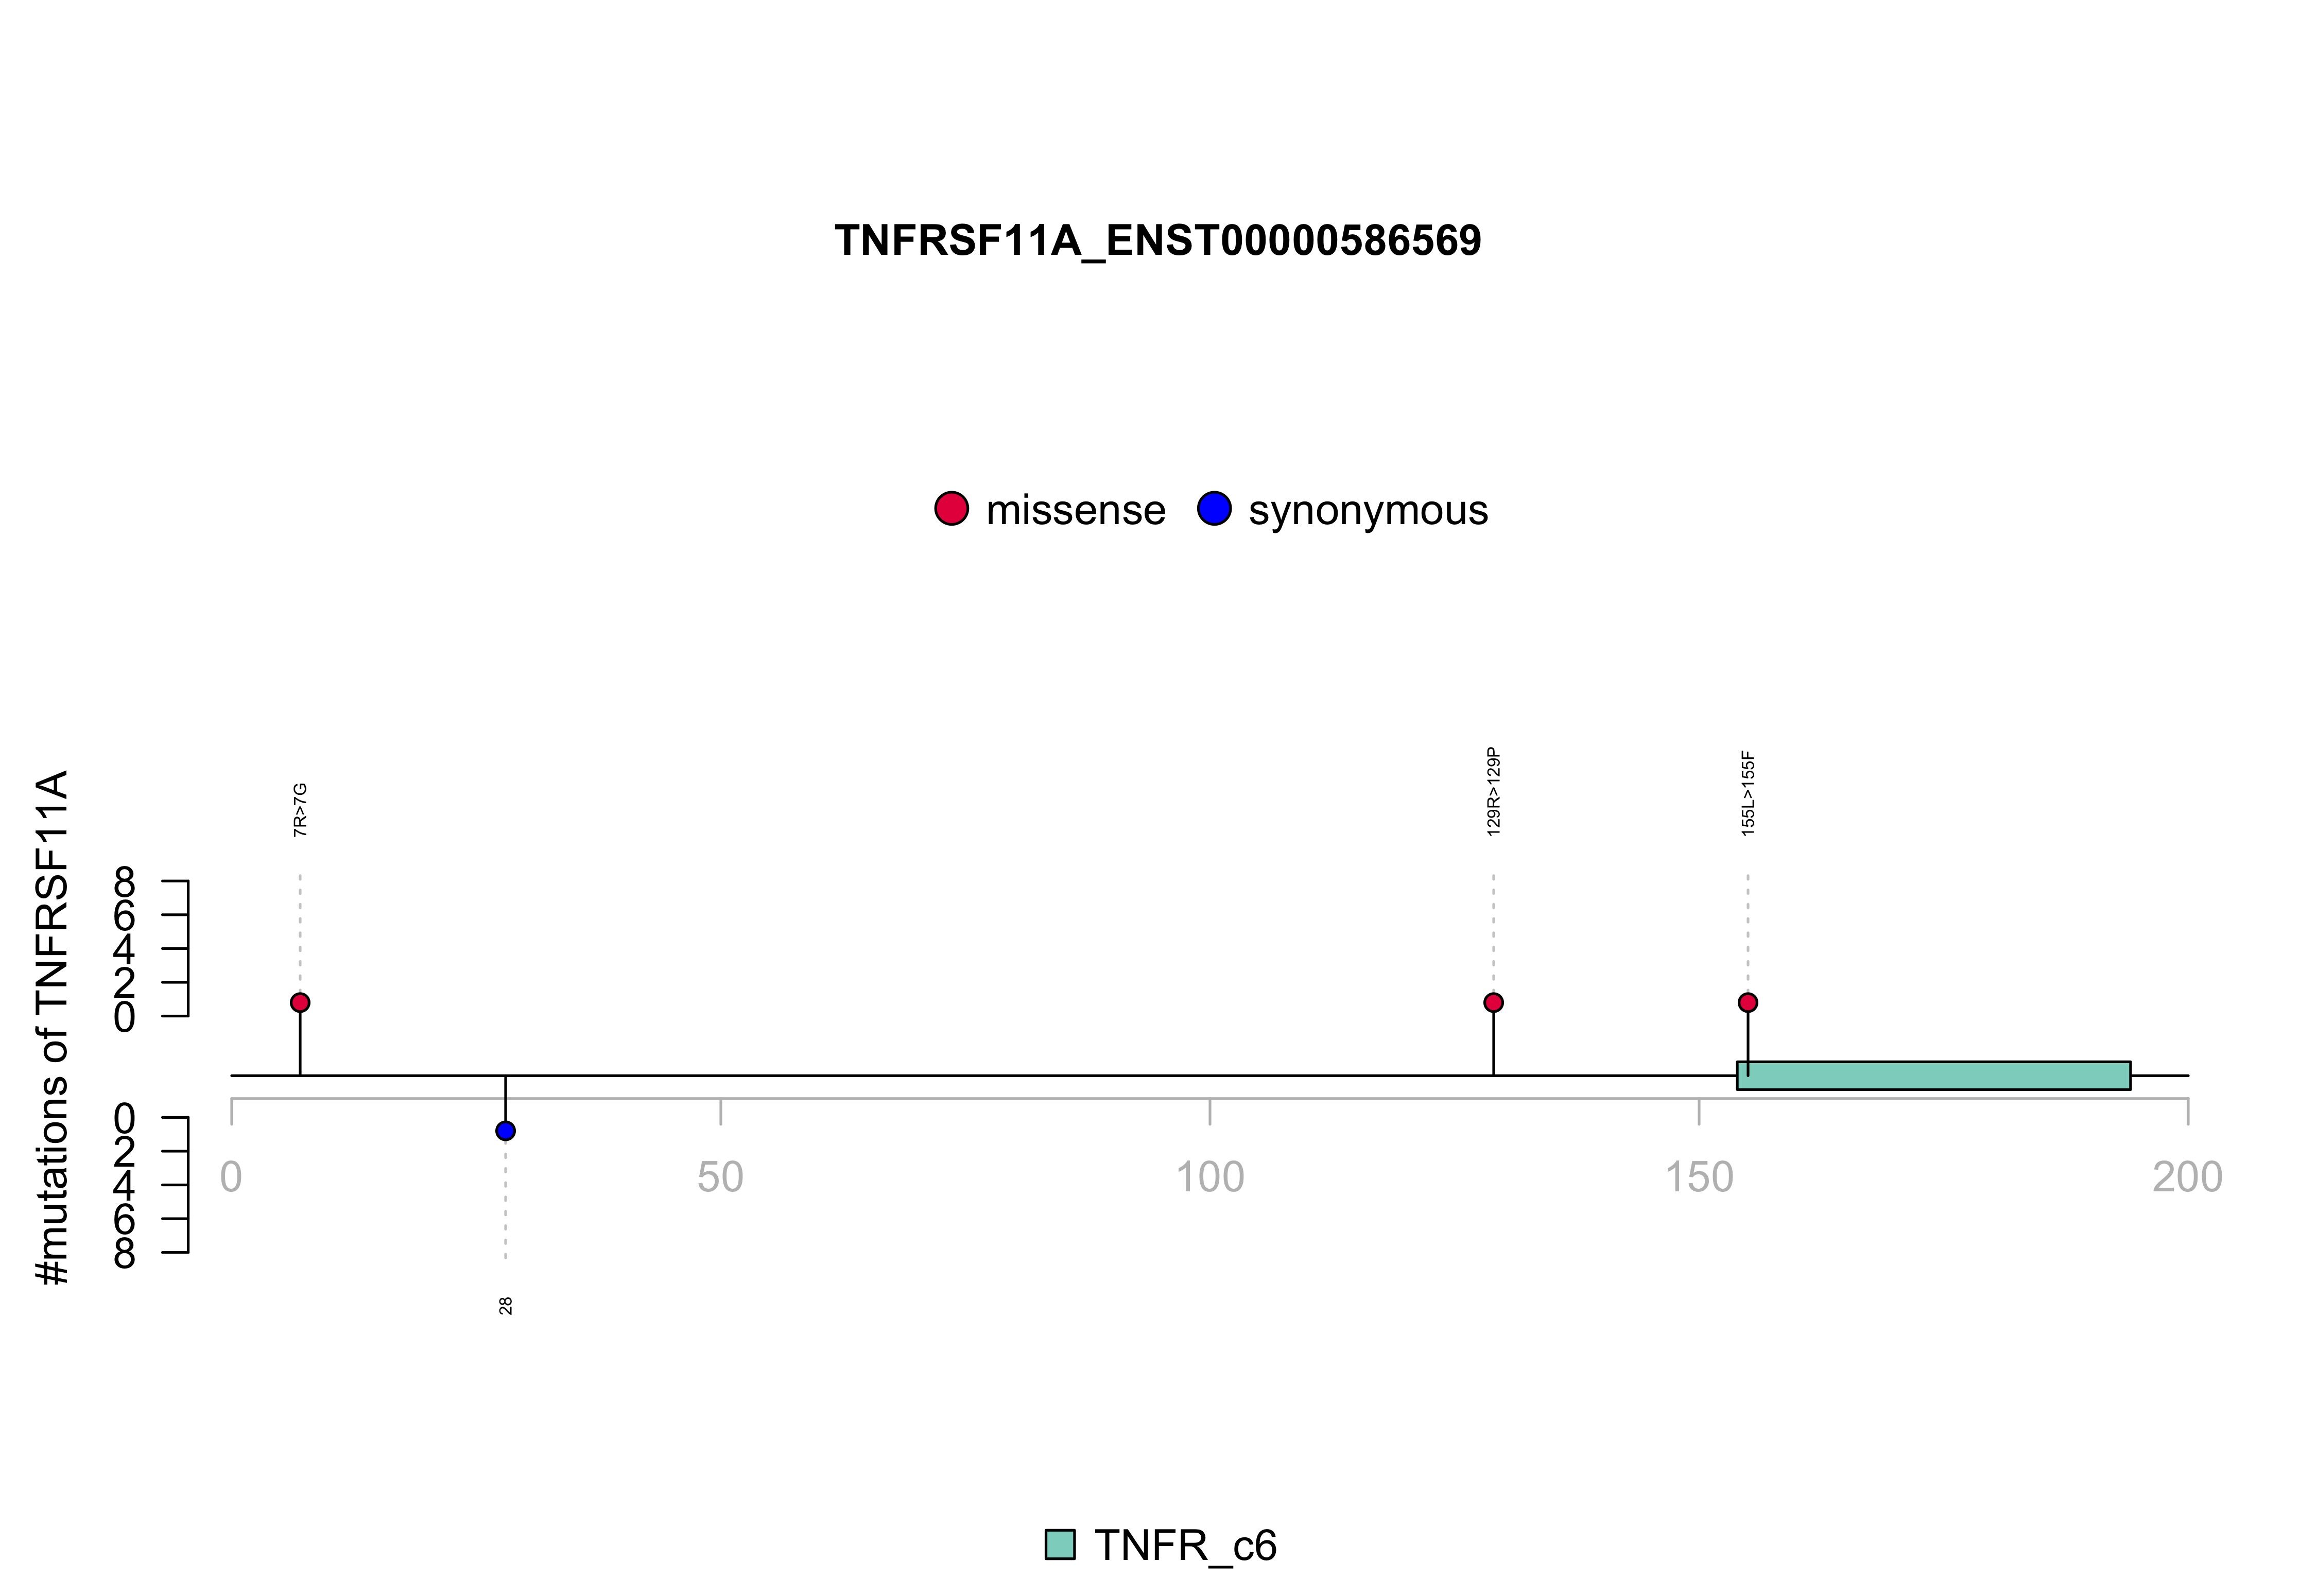 TNFRSF11A_ENST00000586569
missense synonymous
#mutations of TNFRSF11A
7R>7G
129R>129P
155L>155F
8
6
4
2
0
0
2
4
6
8
0 50 100 150 200
28
TNFR_c6